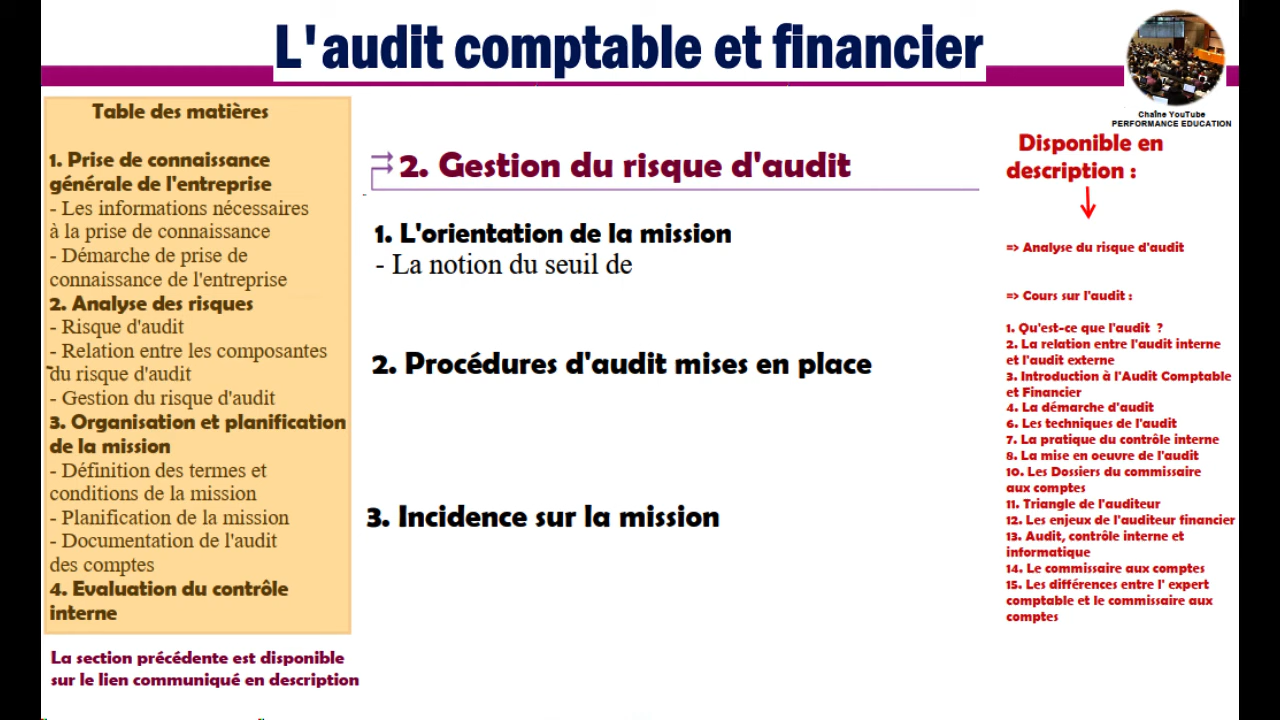 L'audit comptable et financier
Chaîne YouTube
PERFORMANCE EDUCATION
Table des matières
1. Prise de connaissance
générale de l'entreprise
- Les informations nécessaires
à la prise de connaissance
- Démarche de prise de
connaissance de l'entreprise
2. Analyse des risques
- Risque d'audit
- Relation entre les composantes
du risque d'audit
- Gestion du risque d'audit
3. Organisation et planification
de la mission
- Définition des termes et
conditions de la mission
- Planification de la mission
- Documentation de l'audit
des comptes
4. Evaluation du contrôle
interne
La section précédente est disponible
sur le lien communiqué en description
2. Gestion du risque d'audit
1. L'orientation de la mission
- La notion du seuil de
2. Procédures d'audit mises en place
3. Incidence sur la mission
Disponible en
description :
=> Analyse du risque d'audit
=> Cours sur l'audit :
1. Qu'est-ce que l'audit ?
2. La relation entre l'audit interne
et l'audit externe
3. Introduction à l'Audit Comptable
et Financier
4. La démarche d'audit
6. Les techniques de l'audit
7. La pratique du contrôle interne
8. La mise en oeuvre de l'audit
10. Les Dossiers du commissaire
aux comptes
11. Triangle de l'auditeur
12. Les enjeux de l'auditeur financier
13. Audit, contrôle interne et
informatique
14. Le commissaire aux comptes
15. Les différences entre l' expert
comptable et le commissaire aux
comptes